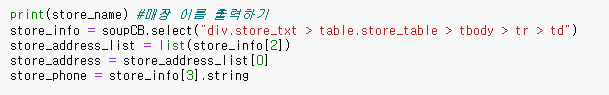 print(store_name) #매장 이름 출력하기
store_info = soupCB.select("div.store_txt > table.store_table > tbody > tr > td")
store_address_list = list(store_info[2])
store_address = store_address_list[0]
store_phone = store_info[3].string